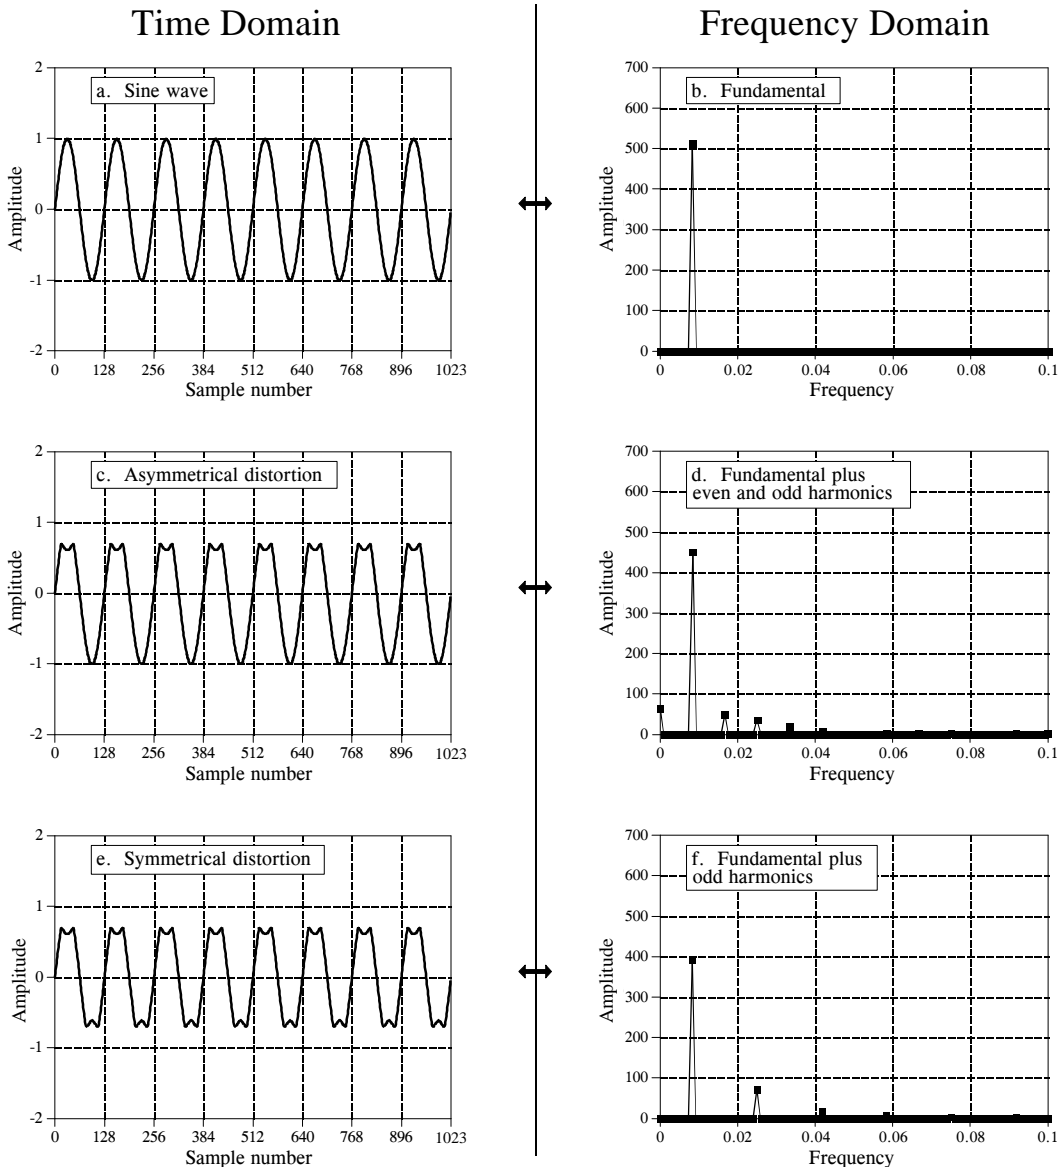 Time Domain
Frequency Domain
2
1
0
-1
-2
Amplitude
a. Sine wave
0 128 256 384 512 640 768 896 1023
Sample number
700
600
500
400
300
200
100
0
Amplitude
b. Fundamental
0 0.02 0.04 0.06 0.08 0.1
Frequency
2
1
0
-1
-2
Amplitude
c. Asymmetrical distortion
0 128 256 384 512 640 768 896 1023
Sample number
700
600
500
400
300
200
100
0
Amplitude
d. Fundamental plus
even and odd harmonics
0 0.02 0.04 0.06 0.08 0.1
Frequency
2
1
0
-1
-2
Amplitude
e. Symmetrical distortion
0 128 256 384 512 640 768 896 1023
Sample number
700
600
500
400
300
200
100
0
Amplitude
f. Fundamental plus
odd harmonics
0 0.02 0.04 0.06 0.08 0.1
Frequency